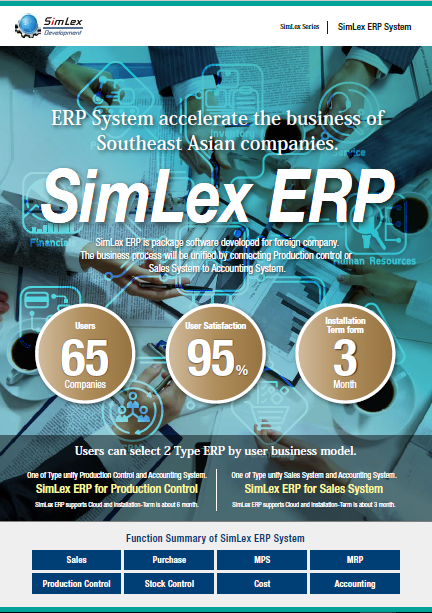 SimLex
Development
SimLex Series
SimLex ERP System
ERP System accelerate the business of
Southeast Asian companies.
Inventory
Service
SimLex ERP
Financials
Human Resources
SimLex ERP is package software developed for foreign company.
The business process will be unified by connecting Production control or
Sales System to Accounting System.
Users
65
Companies
User Satisfaction
95%
Installation
Term form
3
Month
Users can select 2 Type ERP by user business model.
One of Type unify Production Control and Accounting System.
SimLex ERP for Production Control
SimLex ERP supports Cloud and Installation-Term is about 6 month.
One of Type unify Sales System and Accounting System.
SimLex ERP for Sales System
SimLex ERP supports Cloud and Installation-Term is about 3 month.
Function Summary of SimLex ERP System
Sales
Purchase
MPS
MRP
Production Control
Stock Control
Cost
Accounting